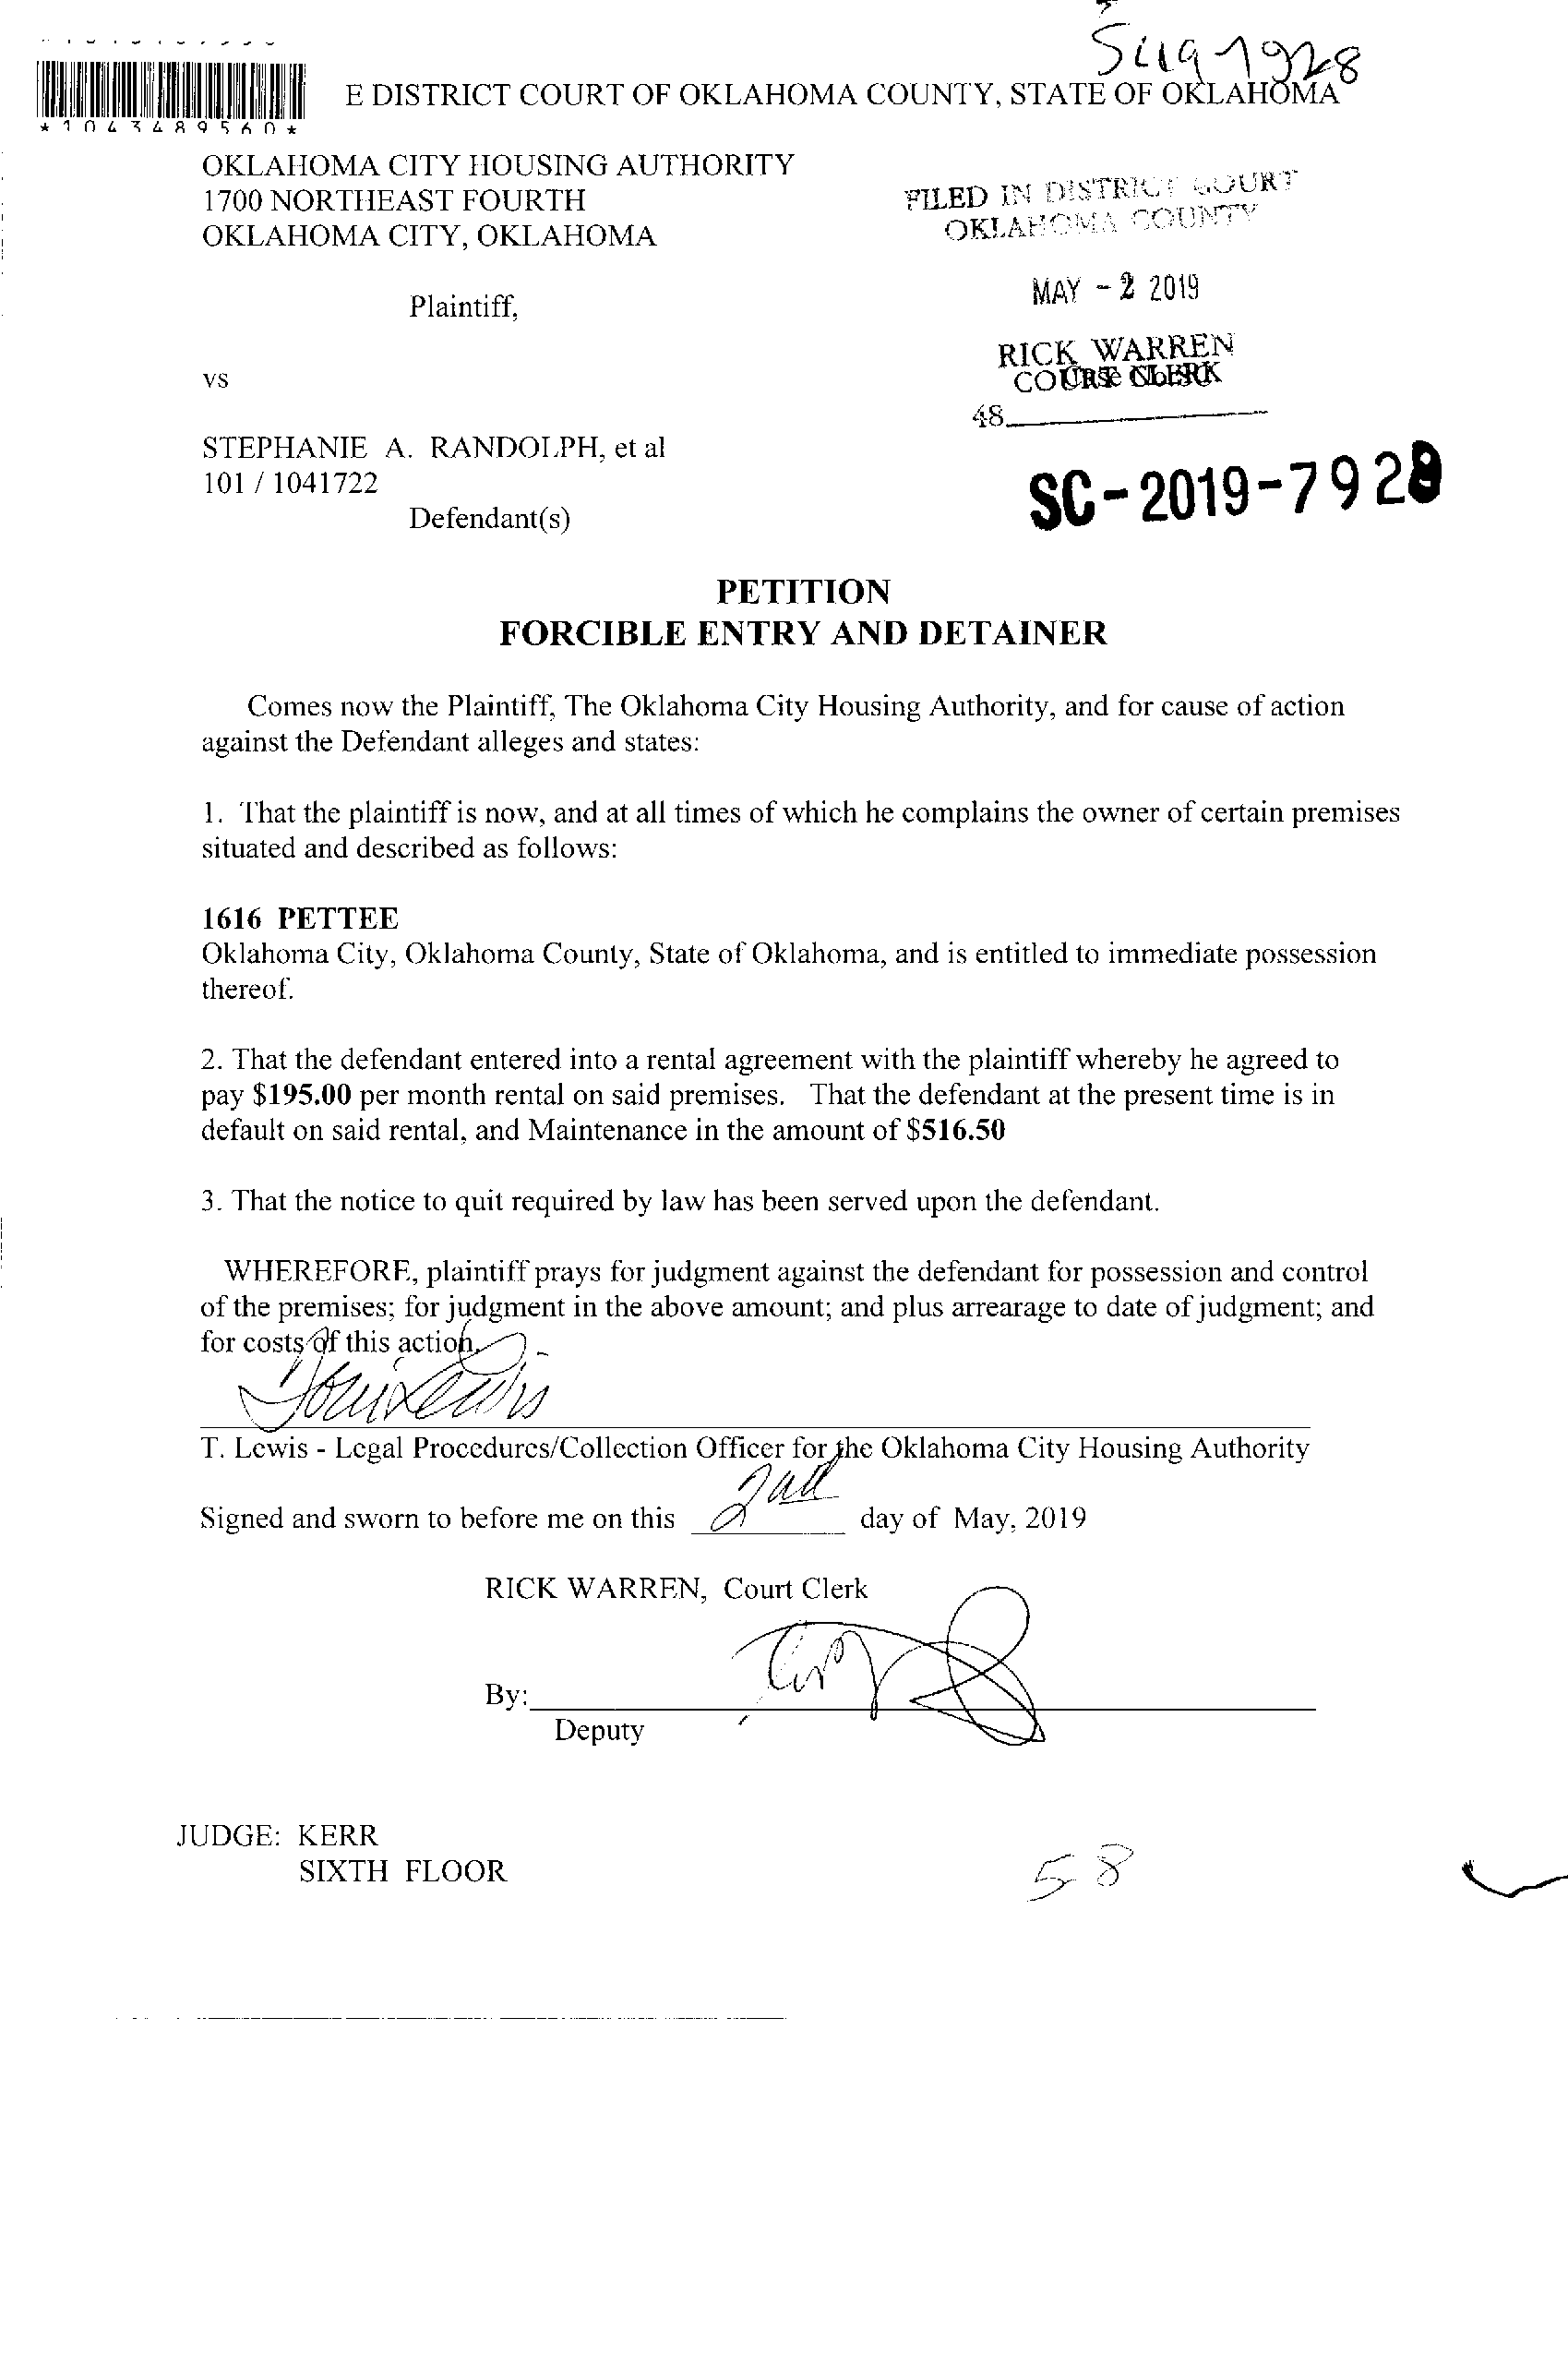 E DISTRICT COURT OF OKLAHOMA COUNTY, STATE OF OKLAHOMA
*1043489560*
OKLAHOMA CITY HOUSING AUTHORITY
1700 NORTHEAST FOURTH
OKLAHOMA CITY, OKLAHOMA
FILED IN DISTRICT COURT
OKLAHOMA COUNTY
MAY - 2 2019
Plaintiff,
RICK WARREN
COURT CLERK
vs
Case No. SC
48
STEPHANIE A. RANDOLPH, et al
101 / 1041722
SC-2019-7928
Defendant(s)
PETITION
FORCIBLE ENTRY AND DETAINER
Comes now the Plaintiff, The Oklahoma City Housing Authority, and for cause of action
against the Defendant alleges and states:
1. That the plaintiff is now, and at all times of which he complains the owner of certain premises
situated and described as follows:
1616 PETTEE
Oklahoma City, Oklahoma County, State of Oklahoma, and is entitled to immediate possession
thereof.
2. That the defendant entered into a rental agreement with the plaintiff whereby he agreed to
pay $195.00 per month rental on said premises. That the defendant at the present time is in
default on said rental, and Maintenance in the amount of $516.50
3. That the notice to quit required by law has been served upon the defendant.
WHEREFORE, plaintiff prays for judgment against the defendant for possession and control
of the premises; for judgment in the above amount; and plus arrearage to date of judgment; and
for costs of this action.
T. Lewis - Legal Procedures/Collection Officer for the Oklahoma City Housing Authority
Signed and sworn to before me on this 2nd day of May, 2019
RICK WARREN, Court Clerk
By:
Deputy
JUDGE: KERR
SIXTH FLOOR
58